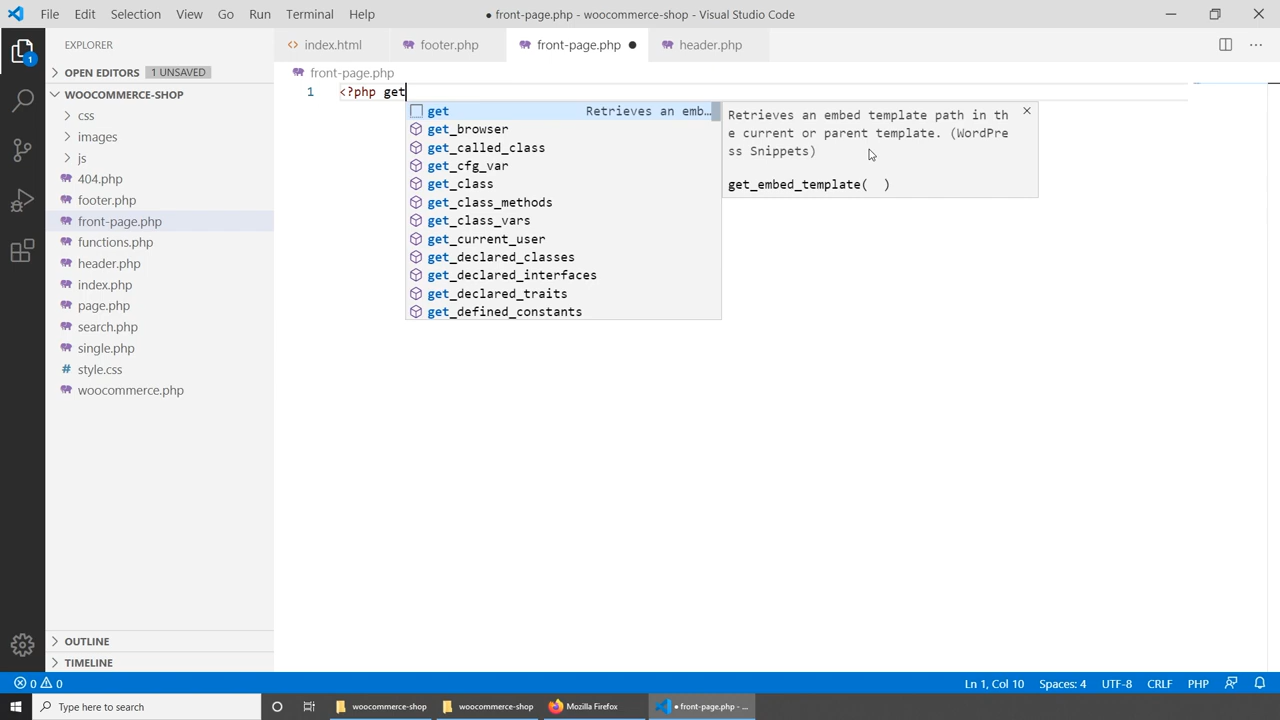 File Edit Selection View Go Run Terminal Help
● front-page.php - woocommerce-shop - Visual Studio Code
EXPLORER
OPEN EDITORS 1 UNSAVED
WOOCOMMERCE-SHOP
css
images
js
404.php
footer.php
front-page.php
functions.php
header.php
index.php
page.php
search.php
single.php
style.css
woocommerce.php
OUTLINE
TIMELINE
index.html footer.php front-page.php ● header.php
front-page.php
1 <?php get
get Retrieves an emb...
get_browser
get_called_class
get_cfg_var
get_class
get_class_methods
get_class_vars
get_current_user
get_declared_classes
get_declared_interfaces
get_declared_traits
get_defined_constants
Retrieves an embed template path in th
e current or parent template. (WordPre
ss Snippets)
get_embed_template(  )
0 0
Ln 1, Col 10 Spaces: 4 UTF-8 CRLF PHP
Type here to search
woocommerce-shop
woocommerce-shop
Mozilla Firefox
● front-page.php - ...
1